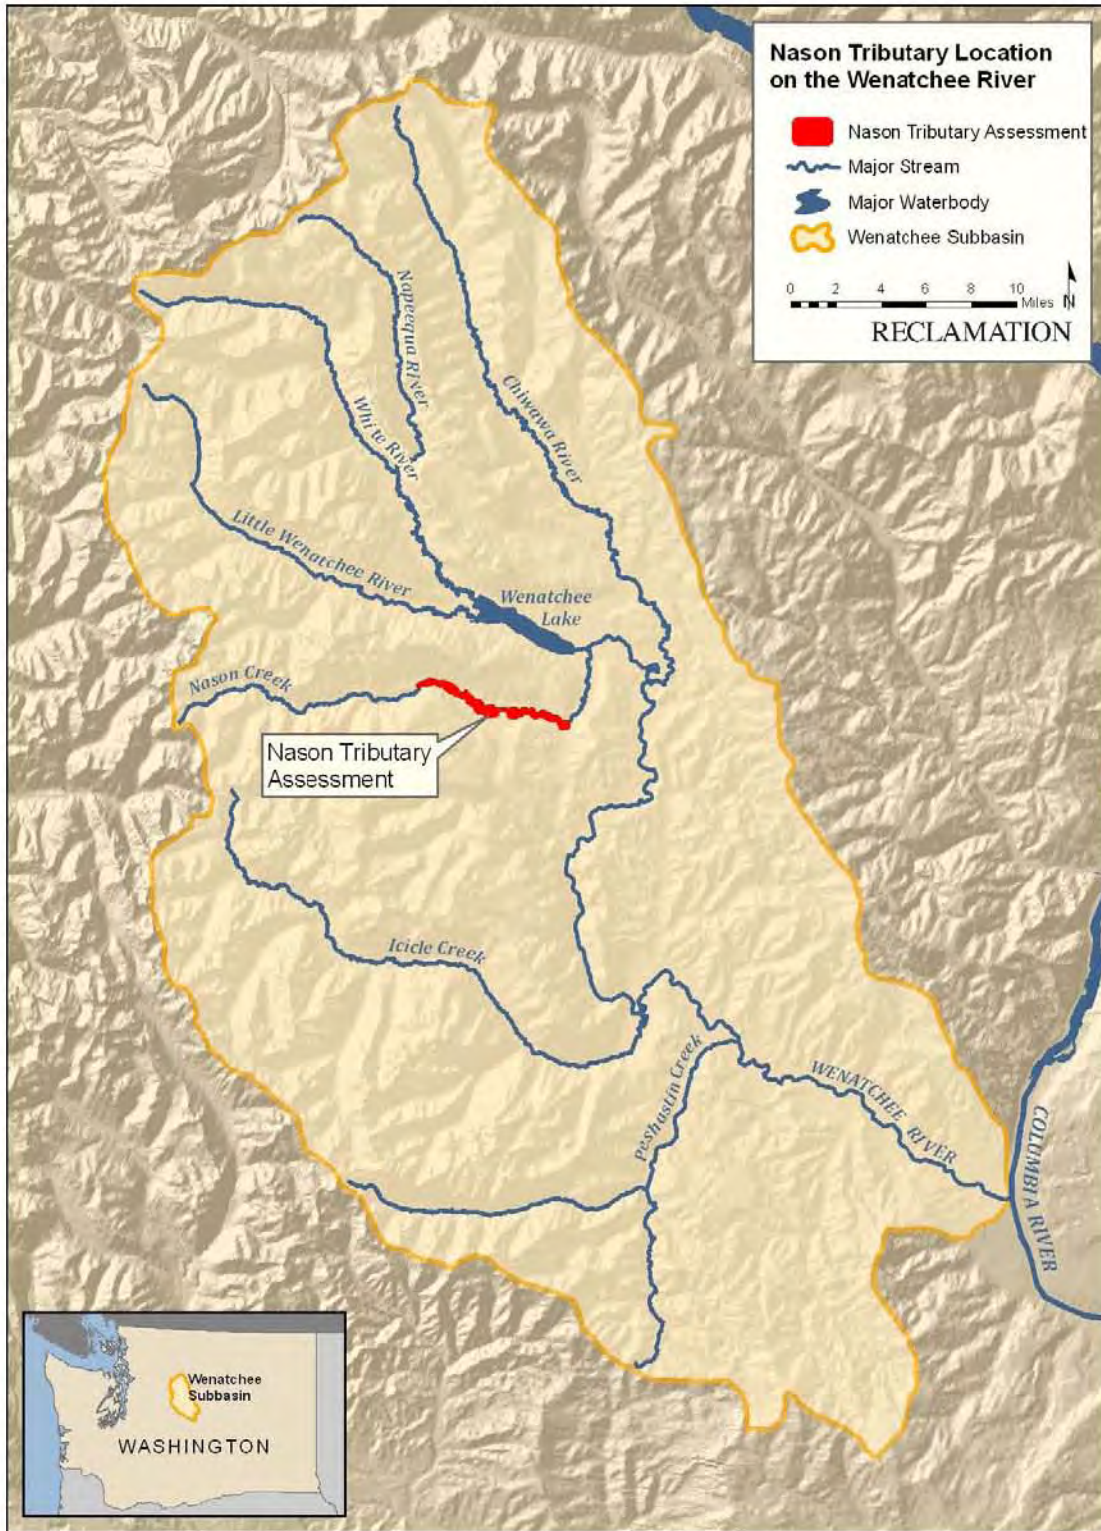 Nason Tributary Location
on the Wenatchee River
Nason Tributary Assessment
Major Stream
Major Waterbody
Wenatchee Subbasin
0 2 4 6 8 10
Miles N
RECLAMATION
Napeequa River
Chiwawa River
White River
Little Wenatchee River
Wenatchee
Lake
Nason Creek
Nason Tributary
Assessment
Icicle Creek
Peshastin Creek
WENATCHEE RIVER
COLUMBIA RIVER
Wenatchee
Subbasin
WASHINGTON